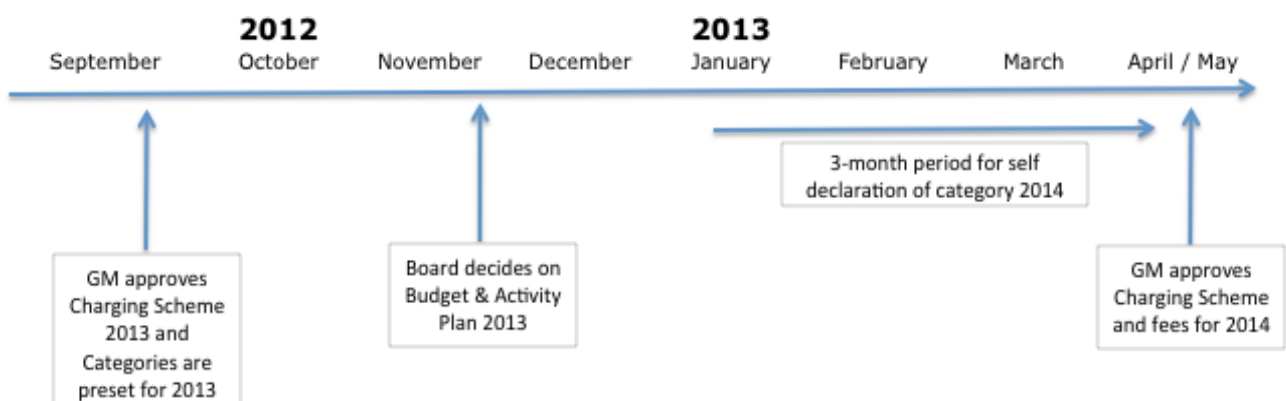 2012
2013
September October November December January February March April / May
3-month period for self
declaration of category 2014
GM approves
Charging Scheme
2013 and
Categories are
preset for 2013
Board decides on
Budget & Activity
Plan 2013
GM approves
Charging Scheme
and fees for 2014